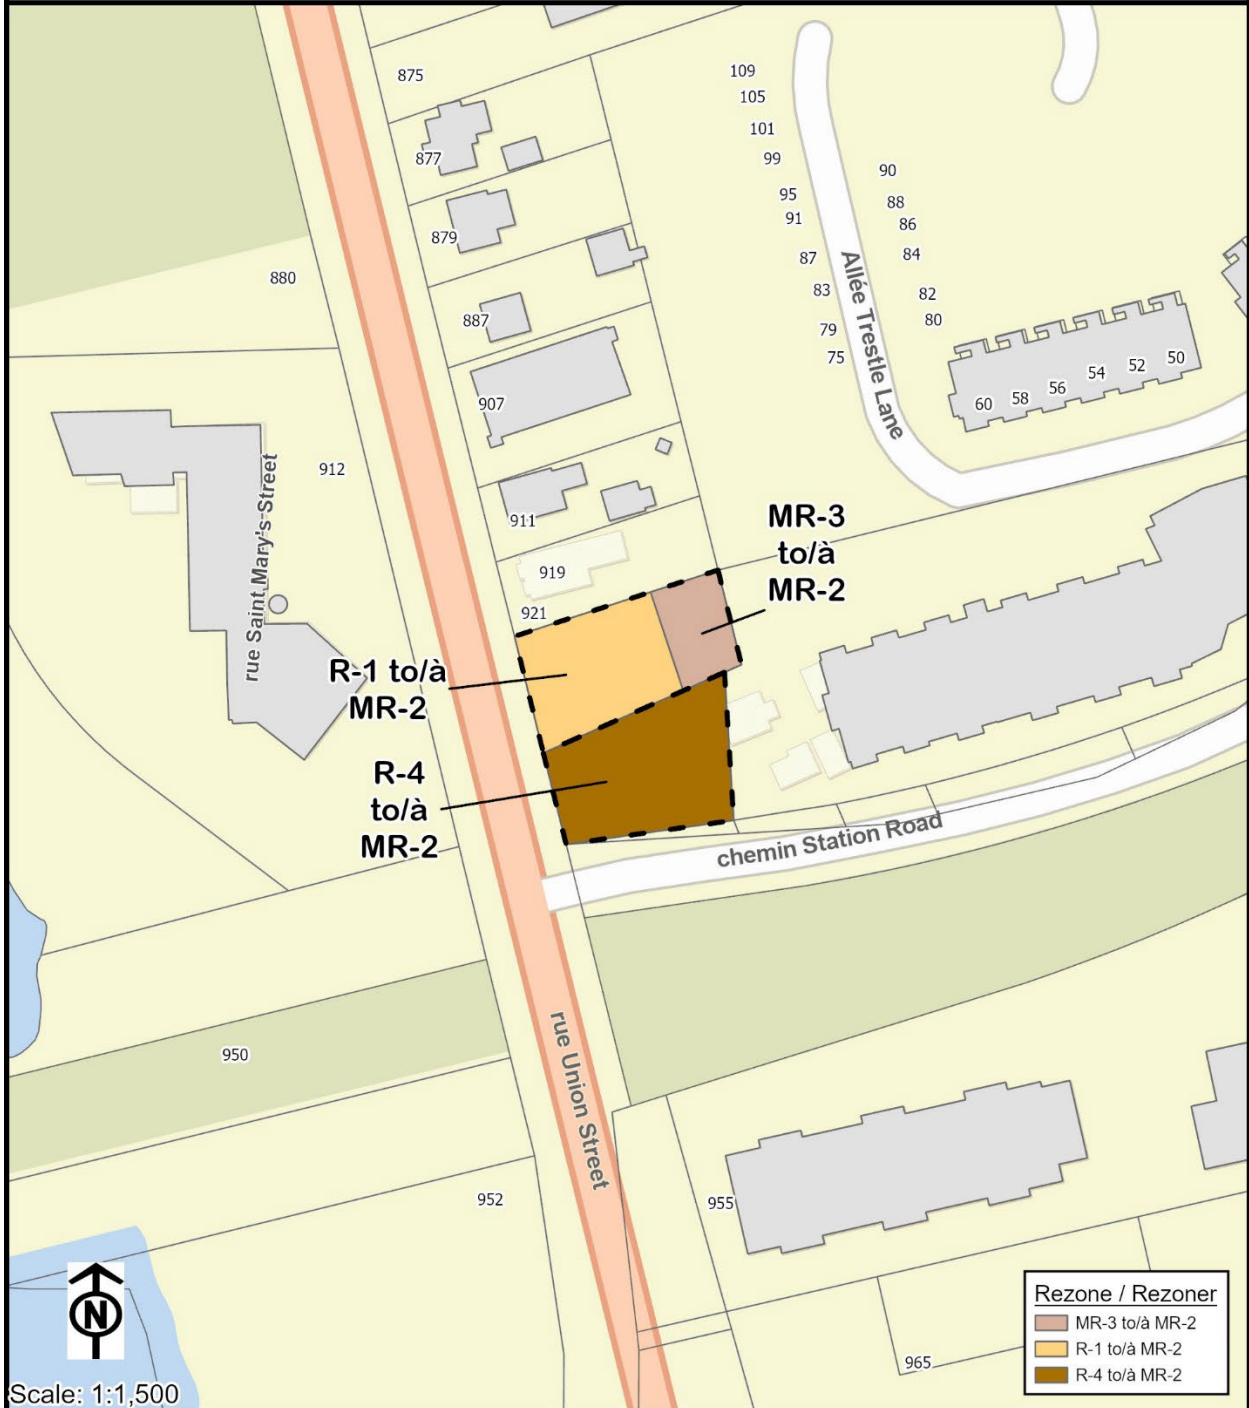 875
877
879
880
887
907
912
911
919
921
109
105
101
99
95
91
87
83
79
75
90
88
86
84
82
80
60
58
56
54
52
50
Allée Trestle Lane
rue Saint Mary's Street
MR-3
to/à
MR-2
R-1 to/à
MR-2
R-4
to/à
MR-2
chemin Station Road
rue Union Street
950
952
955
965
N
Scale: 1:1,500
Rezone / Rezoner
MR-3 to/à MR-2
R-1 to/à MR-2
R-4 to/à MR-2